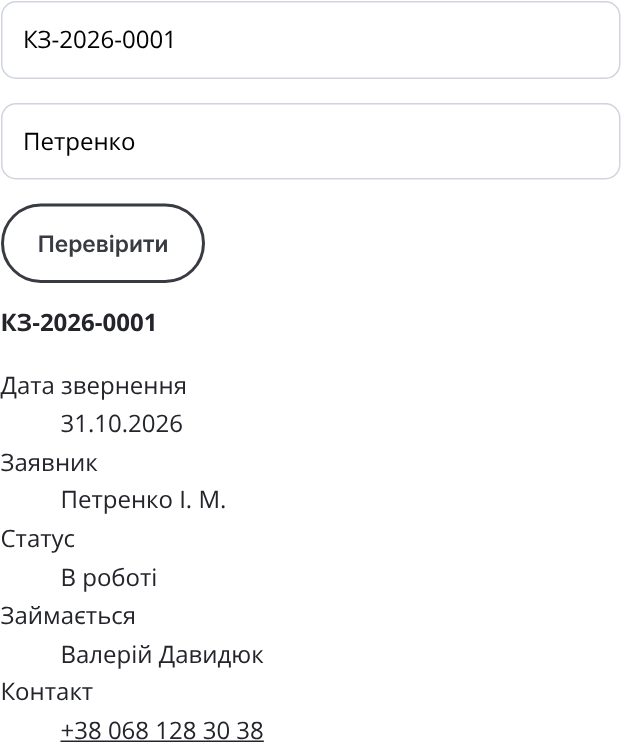 КЗ-2026-0001
Петренко
Перевірити
КЗ-2026-0001
Дата звернення
31.10.2026
Заявник
Петренко І. М.
Статус
В роботі
Займається
Валерій Давидюк
Контакт
+38 068 128 30 38